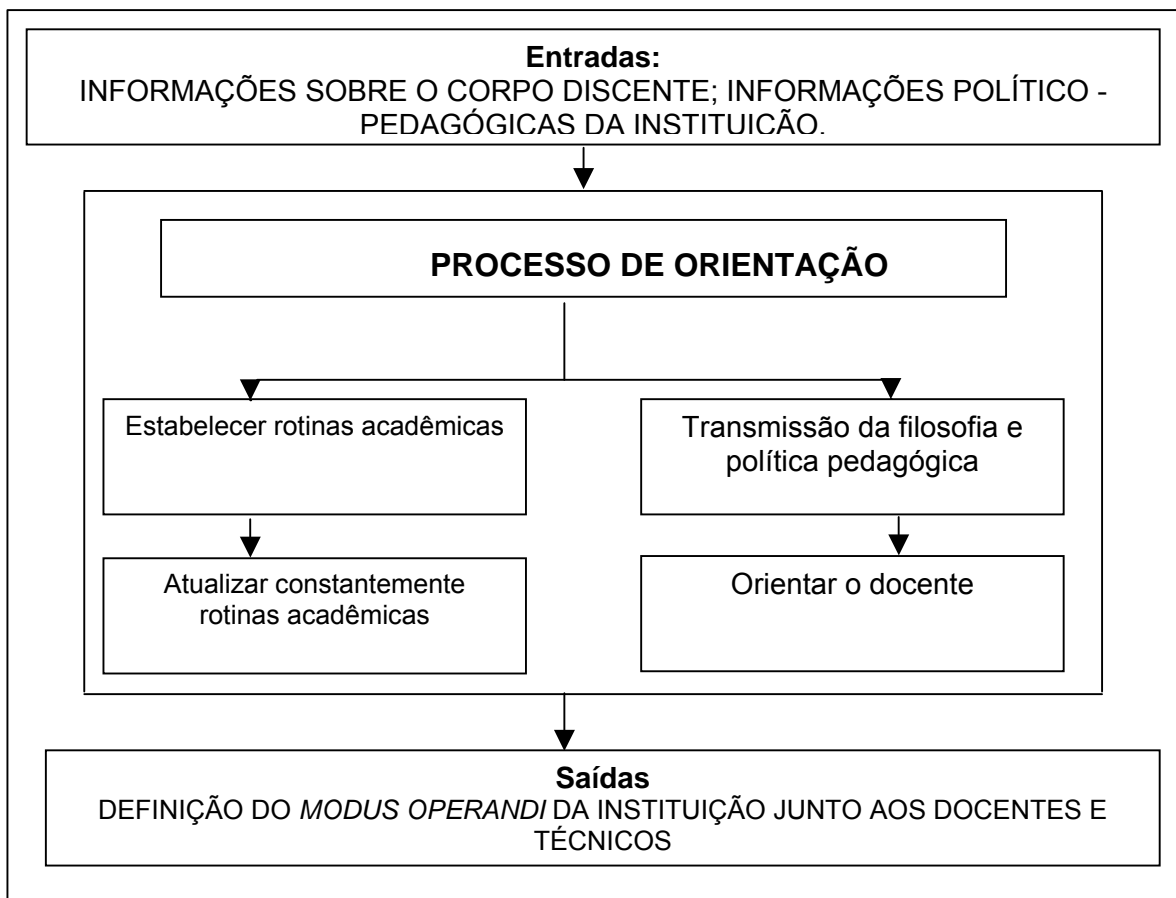 Entradas:
INFORMAÇÕES SOBRE O CORPO DISCENTE; INFORMAÇÕES POLÍTICO -
PEDAGÓGICAS DA INSTITUIÇÃO.
PROCESSO DE ORIENTAÇÃO
Estabelecer rotinas acadêmicas
Transmissão da filosofia e
política pedagógica
Atualizar constantemente
rotinas acadêmicas
Orientar o docente
Saídas
DEFINIÇÃO DO MODUS OPERANDI DA INSTITUIÇÃO JUNTO AOS DOCENTES E
TÉCNICOS